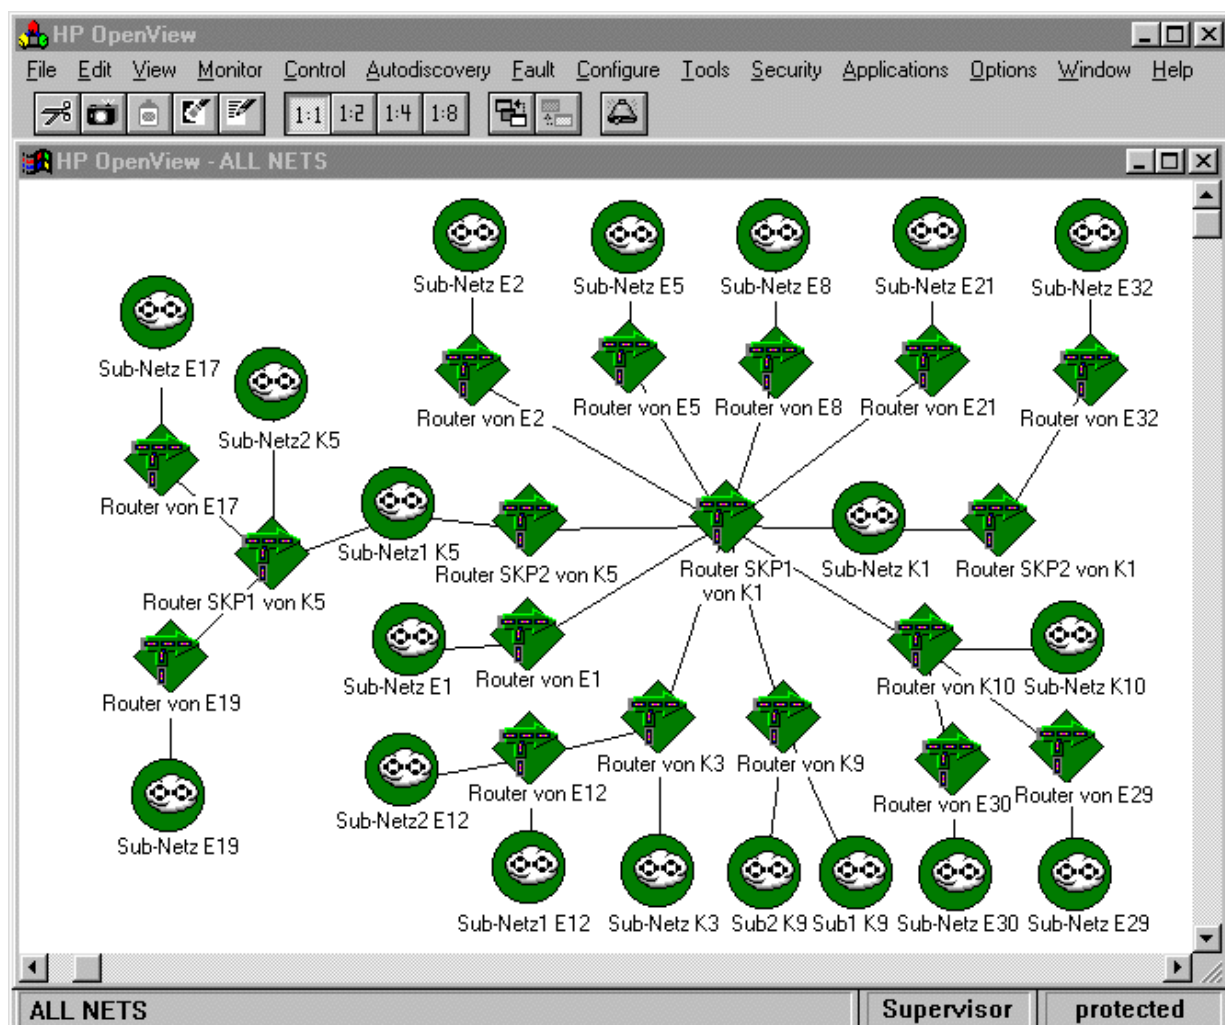 HP OpenView
File Edit View Monitor Control Autodiscovery Fault Configure Tools Security Applications Options Window Help
1:1 1:2 1:4 1:8
HP OpenView - ALL NETS
Sub-Netz E2 Sub-Netz E5 Sub-Netz E8 Sub-Netz E21 Sub-Netz E32
Sub-Netz E17
Router von E2 Router von E5 Router von E8 Router von E21 Router von E32
Sub-Netz2 K5
Router von E17
Sub-Netz1 K5 Router SKP2 von K5 Router SKP1 von K1 Sub-Netz K1 Router SKP2 von K1
Router SKP1 von K5
Sub-Netz E1 Router von E1 Router von K10 Sub-Netz K10
Router von E19
Router von K3 Router von K9
Sub-Netz2 E12 Router von E12 Router von E30 Router von E29
Sub-Netz E19
Sub-Netz1 E12 Sub-Netz K3 Sub2 K9 Sub1 K9 Sub-Netz E30 Sub-Netz E29
ALL NETS Supervisor protected